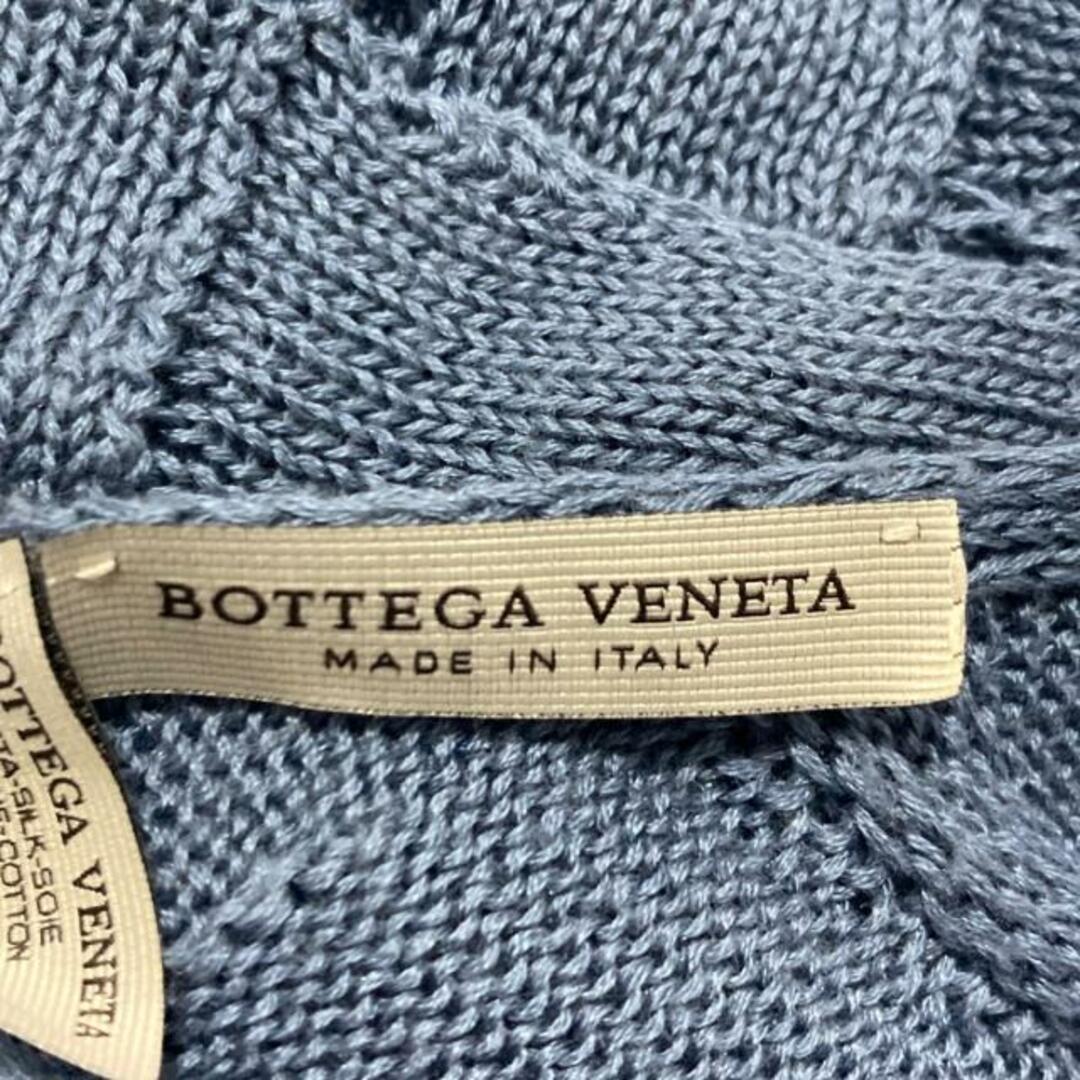 BOTTEGA VENETA
MADE IN ITALY
BOTTEGA VENETA
SILK-SOIE
COTTON